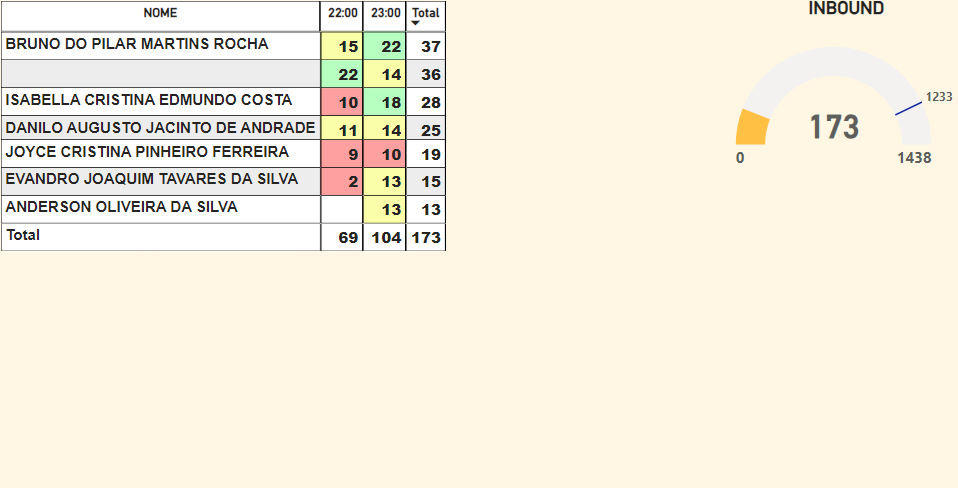 NOME 22:00 23:00 Total
BRUNO DO PILAR MARTINS ROCHA 15 22 37
22 14 36
ISABELLA CRISTINA EDMUNDO COSTA 10 18 28
DANILO AUGUSTO JACINTO DE ANDRADE 11 14 25
JOYCE CRISTINA PINHEIRO FERREIRA 9 10 19
EVANDRO JOAQUIM TAVARES DA SILVA 2 13 15
ANDERSON OLIVEIRA DA SILVA 13 13
Total 69 104 173
INBOUND
1233
173
0 1438